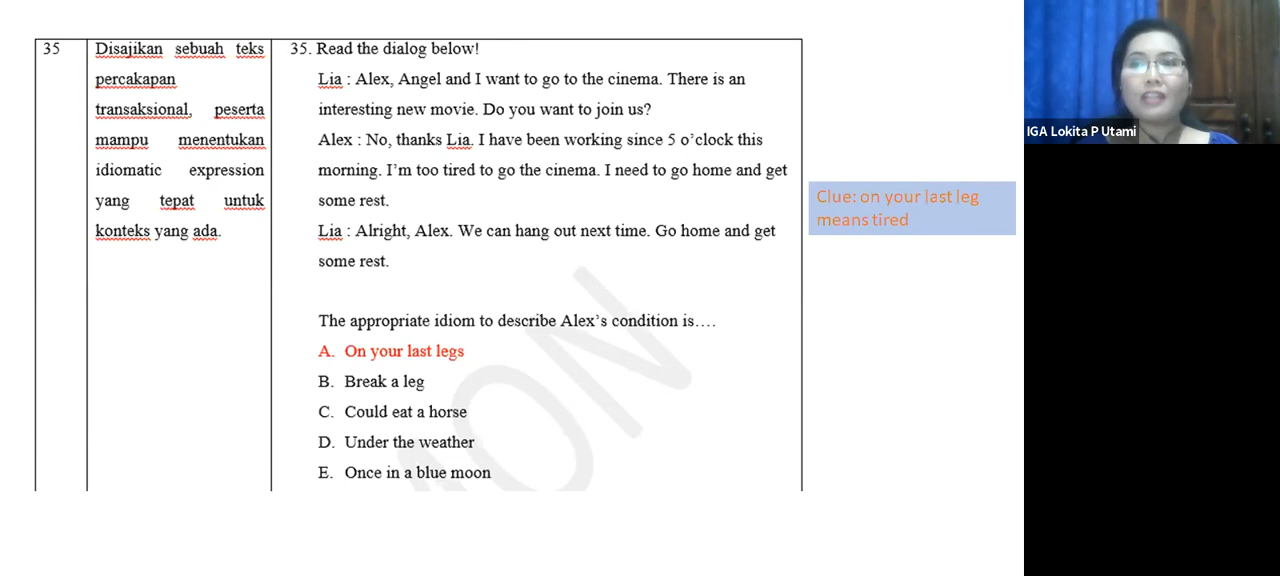 35
Disajikan sebuah teks
percakapan
transaksional, peserta
mampu menentukan
idiomatic expression
yang tepat untuk
konteks yang ada.
35. Read the dialog below!
Lia : Alex, Angel and I want to go to the cinema. There is an
interesting new movie. Do you want to join us?
Alex : No, thanks Lia. I have been working since 5 o’clock this
morning. I’m too tired to go the cinema. I need to go home and get
some rest.
Lia : Alright, Alex. We can hang out next time. Go home and get
some rest.
The appropriate idiom to describe Alex’s condition is….
A. On your last legs
B. Break a leg
C. Could eat a horse
D. Under the weather
E. Once in a blue moon
Clue: on your last leg
means tired
IGA Lokita P Utami